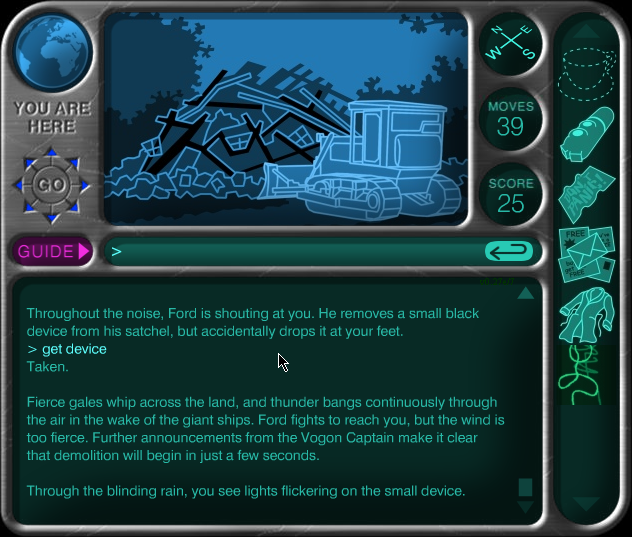 N
E
W
S
YOU ARE
HERE
MOVES
39
GO
SCORE
25
GUIDE
>
FREE
FREE
Throughout the noise, Ford is shouting at you. He removes a small black
device from his satchel, but accidentally drops it at your feet.
> get device
Taken.
Fierce gales whip across the land, and thunder bangs continuously through
the air in the wake of the giant ships. Ford fights to reach you, but the wind is
too fierce. Further announcements from the Vogon Captain make it clear
that demolition will begin in just a few seconds.
Through the blinding rain, you see lights flickering on the small device.